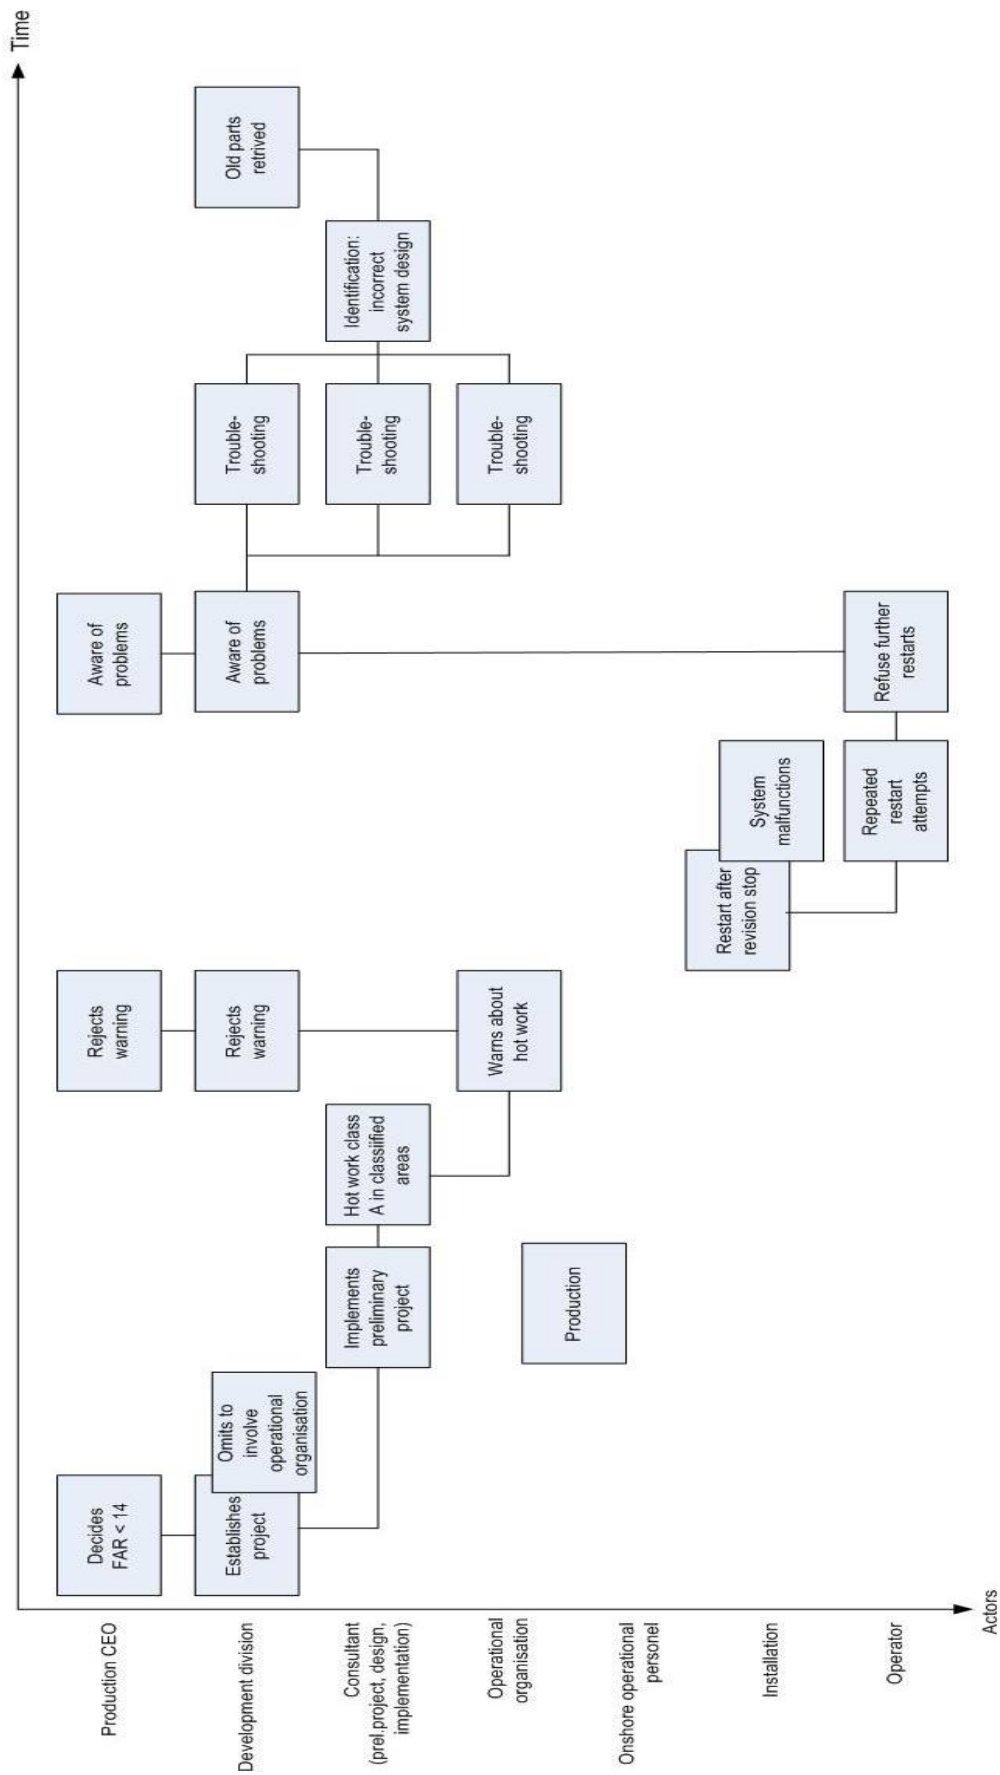 Time
Actors
Production CEO
Development division
Consultant
(prel.project, design,
implementation)
Operational
organisation
Onshore operational
personel
Installation
Operator
Decides
FAR < 14
Rejects
warning
Aware of
problems
Establishes
project
Omits to
involve
operational
organisation
Rejects
warning
Aware of
problems
Trouble-
shooting
Old parts
retrived
Implements
preliminary
project
Hot work class
A in classiified
areas
Trouble-
shooting
Identification:
incorrect
system design
Warns about
hot work
Trouble-
shooting
Production
Restart after
revision stop
System
malfunctions
Repeated
restart
attempts
Refuse further
restarts